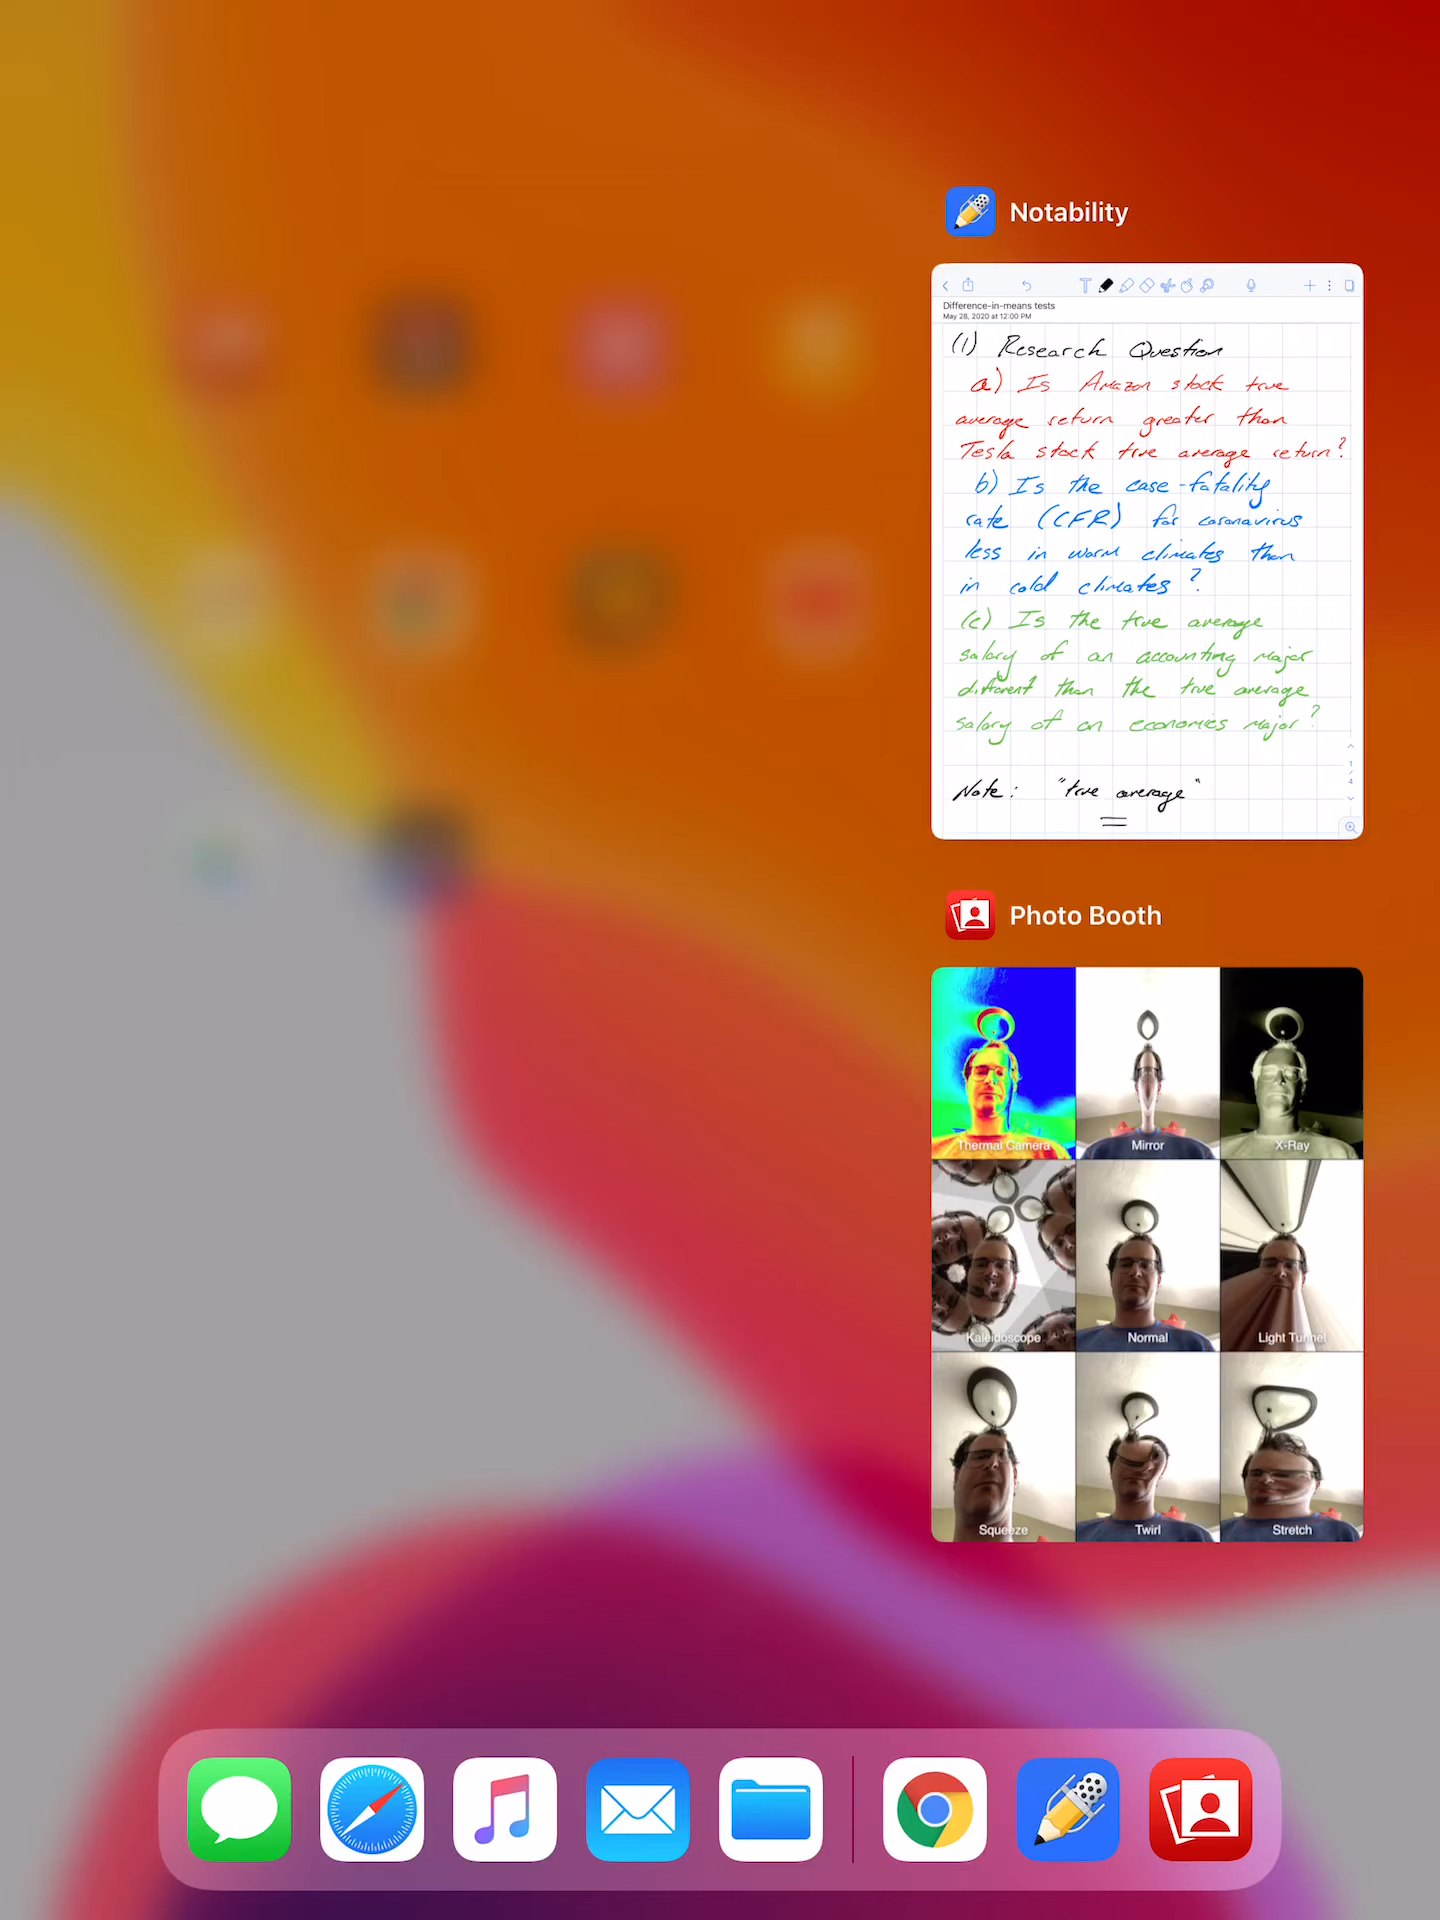 Notability
Difference-in-means tests
May 28, 2020 at 12:00 PM
(1) Research Question
a) Is Amazon stock true
average return greater than
Tesla stock true average return?
b) Is the case-fatality
rate (CFR) for coronavirus
less in warm climates than
in cold climates?
(c) Is the true average
salary of an accounting major
different than the true average
salary of an economics major?
1
/
4
Note: "true average"
Photo Booth
Thermal Camera
Mirror
X-Ray
Kaleidoscope
Normal
Light Tunnel
Squeeze
Twirl
Stretch